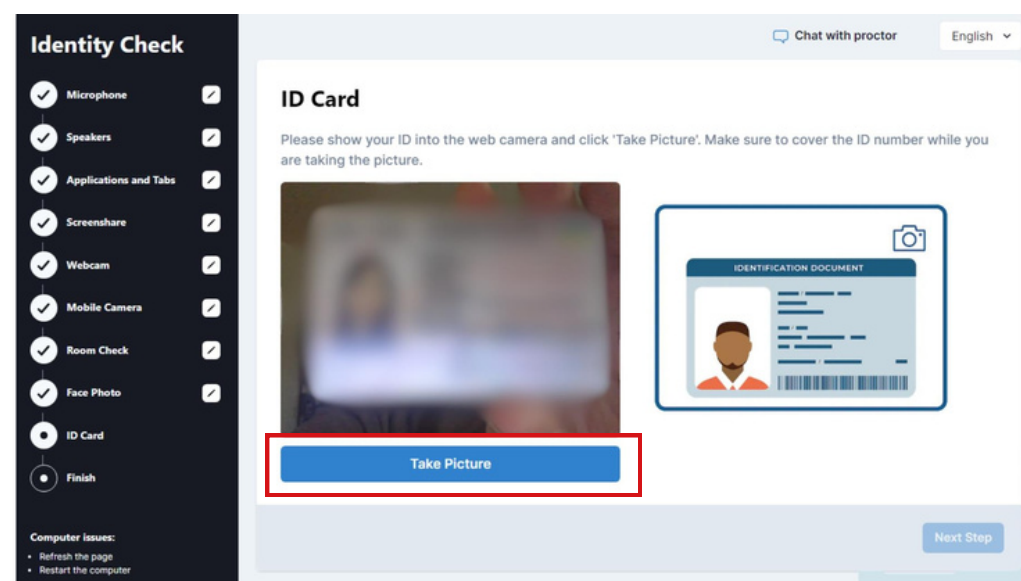 Identity Check
Microphone
Speakers
Applications and Tabs
Screenshare
Webcam
Mobile Camera
Room Check
Face Photo
ID Card
Finish
Computer issues:
• Refresh the page
• Restart the computer
Chat with proctor
English
ID Card
Please show your ID into the web camera and click 'Take Picture'. Make sure to cover the ID number while you
are taking the picture.
IDENTIFICATION DOCUMENT
Take Picture
Next Step